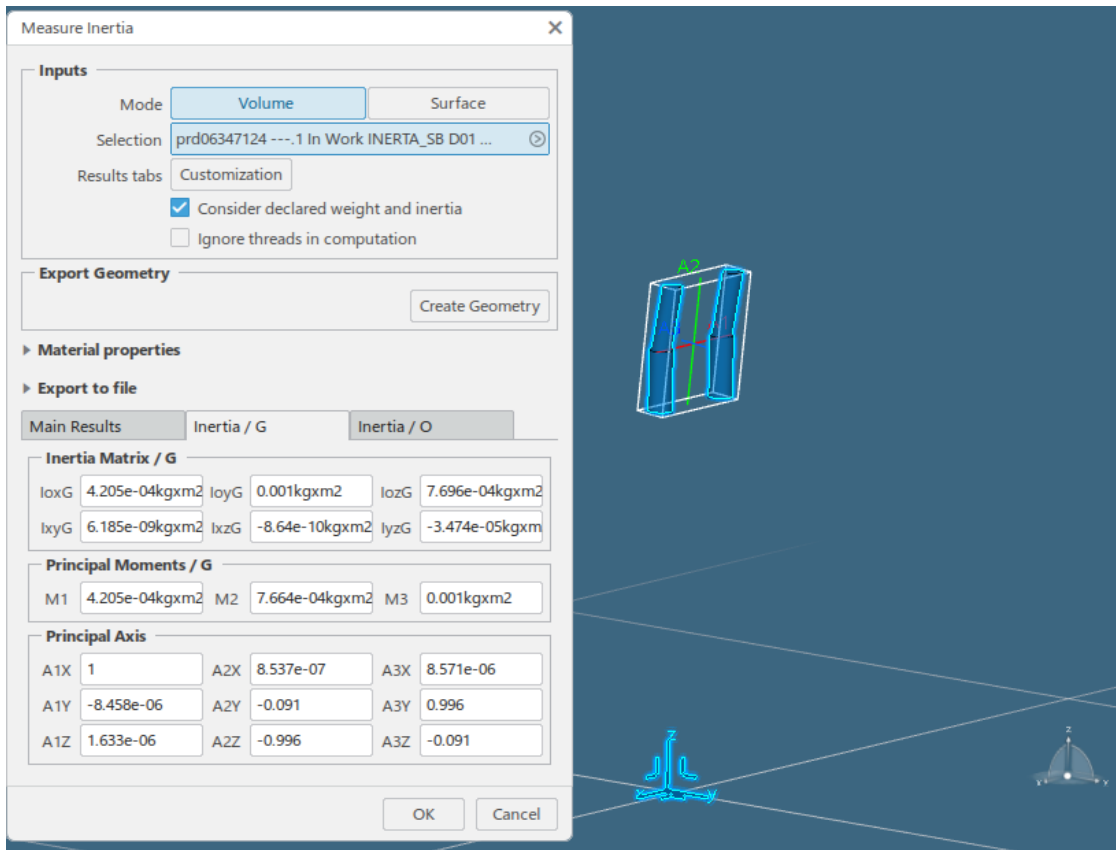 Measure Inertia
Inputs
Mode Volume Surface
Selection prd06347124 ---.1 In Work INERTA_SB D01 ...
Results tabs Customization
Consider declared weight and inertia
Ignore threads in computation
Export Geometry
Create Geometry
Material properties
Export to file
Main Results Inertia / G Inertia / O
Inertia Matrix / G
IoxG 4.205e-04kgxm2 IoyG 0.001kgxm2 IozG 7.696e-04kgxm2
IxyG 6.185e-09kgxm2 IxzG -8.64e-10kgxm2 IyzG -3.474e-05kgxm
Principal Moments / G
M1 4.205e-04kgxm2 M2 7.664e-04kgxm2 M3 0.001kgxm2
Principal Axis
A1X 1 A2X 8.537e-07 A3X 8.571e-06
A1Y -8.458e-06 A2Y -0.091 A3Y 0.996
A1Z 1.633e-06 A2Z -0.996 A3Z -0.091
OK Cancel
A2
z
x y
z
x Y